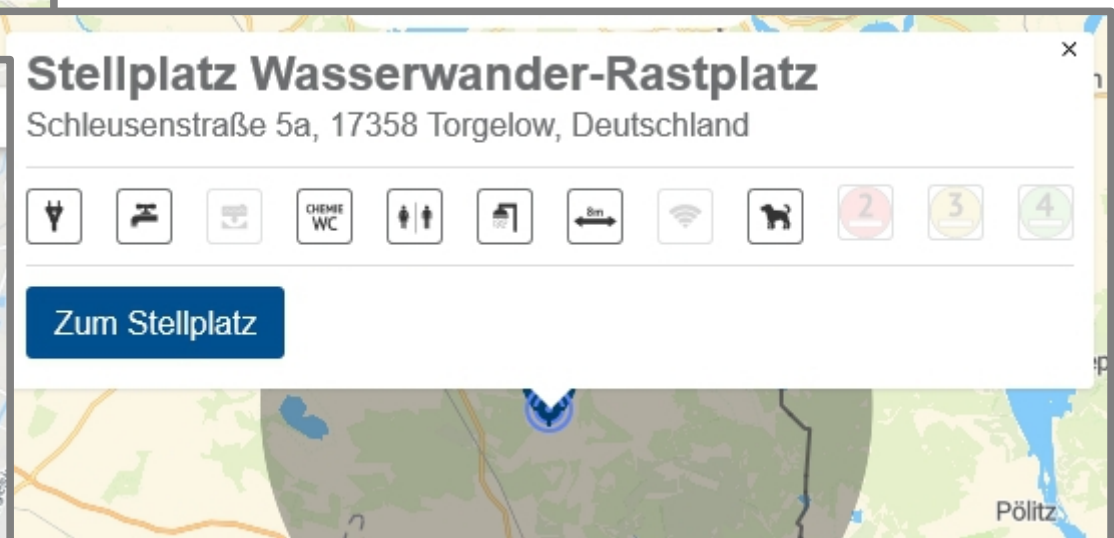 Stellplatz Wasserwander-Rastplatz
×
Schleusenstraße 5a, 17358 Torgelow, Deutschland
CHEMIE
WC
8m
2
3
4
Zum Stellplatz
Pölitz